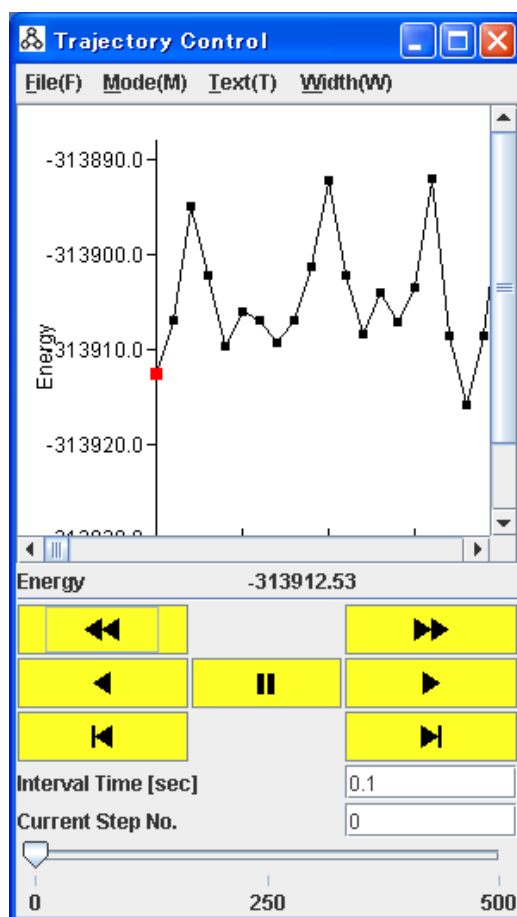 Trajectory Control
File(F) Mode(M) Text(T) Width(W)
-313890.0
-313900.0
-313910.0
-313920.0
Energy
Energy -313912.53
Interval Time [sec] 0.1
Current Step No. 0
0 250 500